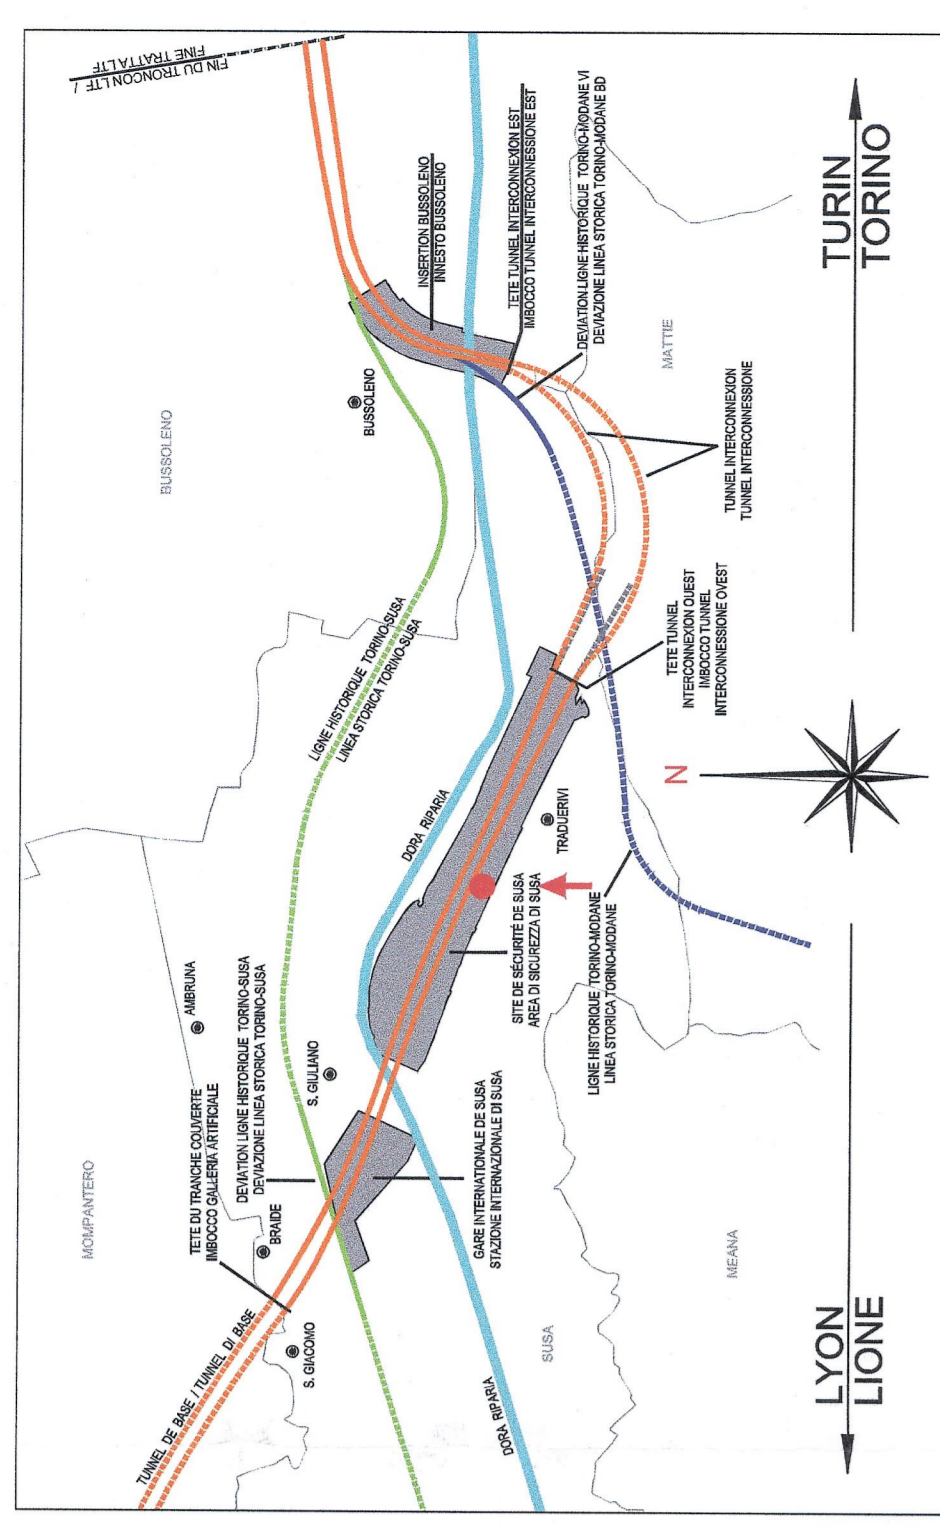 FIN DU TRONCON LTF /
FINE TRATTA LTF
MOMPANTERO
BUSSOLENO
TETE DU TRANCHE COUVERTE
IMBOCCO GALLERIA ARTIFICIALE
AMBRUNA
DEVIATION LIGNE HISTORIQUE TORINO-SUSA
DEVIAZIONE LINEA STORICA TORINO-SUSA
S. GIULIANO
BRAIDE
S. GIACOMO
TUNNEL DE BASE / TUNNEL DI BASE
LIGNE HISTORIQUE TORINO-SUSA
LINEA STORICA TORINO-SUSA
BUSSOLENO
INSERTION BUSSOLENO
INNESTO BUSSOLENO
DORA RIPARIA
DORA RIPARIA
TETE TUNNEL INTERCONNEXION EST
IMBOCCO TUNNEL INTERCONNESSIONE EST
GARE INTERNATIONALE DE SUSA
STAZIONE INTERNAZIONALE DI SUSA
SITE DE SÉCURITÉ DE SUSA
AREA DI SICUREZZA DI SUSA
TRADUERIVI
DEVIATION LIGNE HISTORIQUE TORINO-MODANE VI
DEVIAZIONE LINEA STORICA TORINO-MODANE BD
SUSA
LIGNE HISTORIQUE TORINO-MODANE
LINEA STORICA TORINO-MODANE
MATTIE
TETE TUNNEL
INTERCONNEXION OUEST
IMBOCCO TUNNEL
INTERCONNESSIONE OVEST
TUNNEL INTERCONNEXION
TUNNEL INTERCONNESSIONE
MEANA
N
LYON
LIONE
TURIN
TORINO